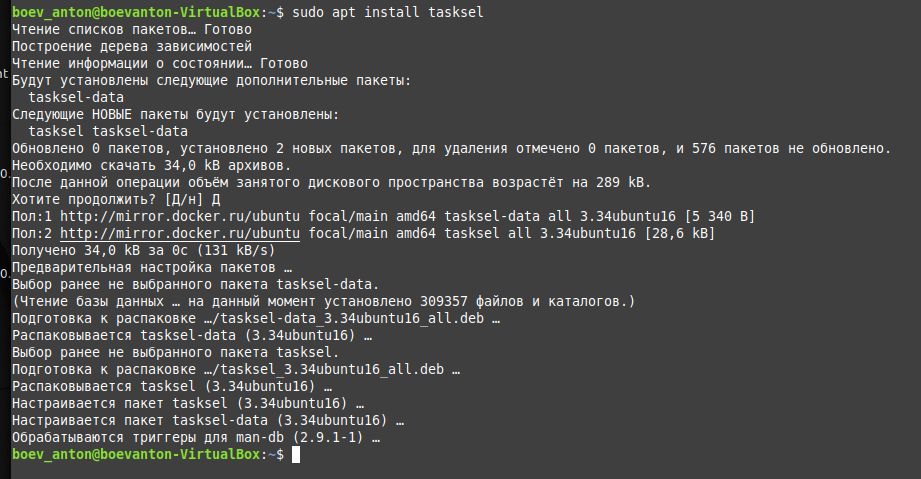 boev_anton@boevanton-VirtualBox:~$ sudo apt install tasksel
Чтение списков пакетов… Готово
Построение дерева зависимостей
Чтение информации о состоянии… Готово
Будут установлены следующие дополнительные пакеты:
  tasksel-data
Следующие НОВЫЕ пакеты будут установлены:
  tasksel tasksel-data
Обновлено 0 пакетов, установлено 2 новых пакетов, для удаления отмечено 0 пакетов, и 576 пакетов не обновлено.
Необходимо скачать 34,0 kB архивов.
После данной операции объём занятого дискового пространства возрастёт на 289 kB.
Хотите продолжить? [Д/н] Д
Пол:1 http://mirror.docker.ru/ubuntu focal/main amd64 tasksel-data all 3.34ubuntu16 [5 340 B]
Пол:2 http://mirror.docker.ru/ubuntu focal/main amd64 tasksel all 3.34ubuntu16 [28,6 kB]
Получено 34,0 kB за 0с (131 kB/s)
Предварительная настройка пакетов …
Выбор ранее не выбранного пакета tasksel-data.
(Чтение базы данных … на данный момент установлено 309357 файлов и каталогов.)
Подготовка к распаковке …/tasksel-data_3.34ubuntu16_all.deb …
Распаковывается tasksel-data (3.34ubuntu16) …
Выбор ранее не выбранного пакета tasksel.
Подготовка к распаковке …/tasksel_3.34ubuntu16_all.deb …
Распаковывается tasksel (3.34ubuntu16) …
Настраивается пакет tasksel (3.34ubuntu16) …
Настраивается пакет tasksel-data (3.34ubuntu16) …
Обрабатываются триггеры для man-db (2.9.1-1) …
boev_anton@boevanton-VirtualBox:~$